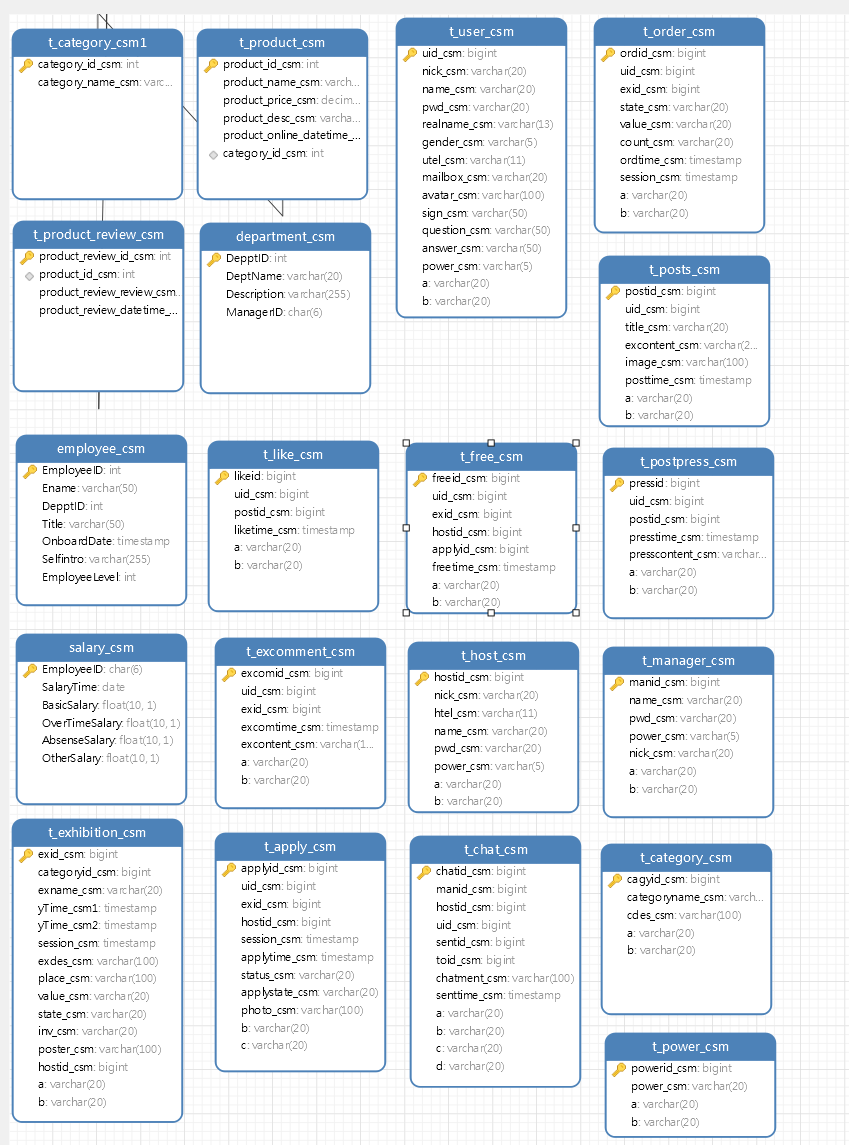 t_category_csm1
category_id_csm: int
category_name_csm: varc...
t_product_csm
product_id_csm: int
product_name_csm: varch...
product_price_csm: decim...
product_desc_csm: varcha...
product_online_datetime_...
category_id_csm: int
t_user_csm
uid_csm: bigint
nick_csm: varchar(20)
name_csm: varchar(20)
pwd_csm: varchar(20)
realname_csm: varchar(13)
gender_csm: varchar(5)
utel_csm: varchar(11)
mailbox_csm: varchar(20)
avatar_csm: varchar(100)
sign_csm: varchar(50)
question_csm: varchar(50)
answer_csm: varchar(50)
power_csm: varchar(5)
a: varchar(20)
b: varchar(20)
t_order_csm
ordid_csm: bigint
uid_csm: bigint
exid_csm: bigint
state_csm: varchar(20)
value_csm: varchar(20)
count_csm: varchar(20)
ordtime_csm: timestamp
session_csm: timestamp
a: varchar(20)
b: varchar(20)
t_product_review_csm
product_review_id_csm: int
product_id_csm: int
product_review_review_csm...
product_review_datetime_...
department_csm
DepptID: int
DeptName: varchar(20)
Description: varchar(255)
ManagerID: char(6)
t_posts_csm
postid_csm: bigint
uid_csm: bigint
title_csm: varchar(20)
excontent_csm: varchar(2...
image_csm: varchar(100)
posttime_csm: timestamp
a: varchar(20)
b: varchar(20)
employee_csm
EmployeeID: int
Ename: varchar(50)
DepptID: int
Title: varchar(50)
OnboardDate: timestamp
Selfintro: varchar(255)
EmployeeLevel: int
t_like_csm
likeid: bigint
uid_csm: bigint
postid_csm: bigint
liketime_csm: timestamp
a: varchar(20)
b: varchar(20)
t_free_csm
freeid_csm: bigint
uid_csm: bigint
exid_csm: bigint
hostid_csm: bigint
applyid_csm: bigint
freetime_csm: timestamp
a: varchar(20)
b: varchar(20)
t_postpress_csm
pressid: bigint
uid_csm: bigint
postid_csm: bigint
presstime_csm: timestamp
presscontent_csm: varchar...
a: varchar(20)
b: varchar(20)
salary_csm
EmployeeID: char(6)
SalaryTime: date
BasicSalary: float(10, 1)
OverTimeSalary: float(10, 1)
AbsenseSalary: float(10, 1)
OtherSalary: float(10, 1)
t_excomment_csm
excomid_csm: bigint
uid_csm: bigint
exid_csm: bigint
excomtime_csm: timestamp
excontent_csm: varchar(1...
a: varchar(20)
b: varchar(20)
t_host_csm
hostid_csm: bigint
nick_csm: varchar(20)
htel_csm: varchar(11)
name_csm: varchar(20)
pwd_csm: varchar(20)
power_csm: varchar(5)
a: varchar(20)
b: varchar(20)
t_manager_csm
manid_csm: bigint
name_csm: varchar(20)
pwd_csm: varchar(20)
power_csm: varchar(5)
nick_csm: varchar(20)
a: varchar(20)
b: varchar(20)
t_exhibition_csm
exid_csm: bigint
categoryid_csm: bigint
exname_csm: varchar(20)
yTime_csm1: timestamp
yTime_csm2: timestamp
session_csm: timestamp
exdes_csm: varchar(100)
place_csm: varchar(100)
value_csm: varchar(20)
state_csm: varchar(20)
inv_csm: varchar(20)
poster_csm: varchar(100)
hostid_csm: bigint
a: varchar(20)
b: varchar(20)
t_apply_csm
applyid_csm: bigint
uid_csm: bigint
exid_csm: bigint
hostid_csm: bigint
session_csm: timestamp
applytime_csm: timestamp
status_csm: varchar(20)
applystate_csm: varchar(20)
photo_csm: varchar(100)
b: varchar(20)
c: varchar(20)
t_chat_csm
chatid_csm: bigint
manid_csm: bigint
hostid_csm: bigint
uid_csm: bigint
sentid_csm: bigint
toid_csm: bigint
chatment_csm: varchar(100)
senttime_csm: timestamp
a: varchar(20)
b: varchar(20)
c: varchar(20)
d: varchar(20)
t_category_csm
cagyid_csm: bigint
categoryname_csm: varch...
cdes_csm: varchar(100)
a: varchar(20)
b: varchar(20)
t_power_csm
powerid_csm: bigint
power_csm: varchar(20)
a: varchar(20)
b: varchar(20)